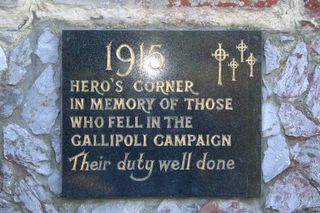 1915
HERO'S CORNER
IN MEMORY OF THOSE
WHO FELL IN THE
GALLIPOLI CAMPAIGN
Their duty well done